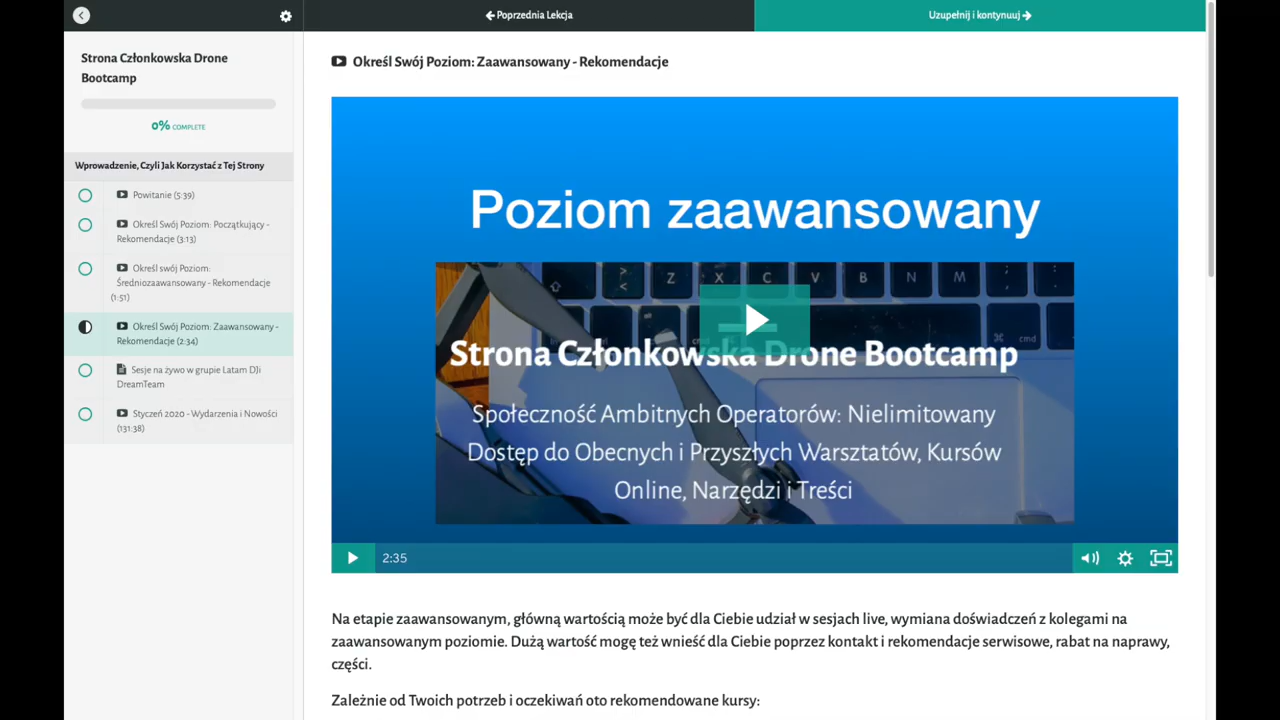 Poprzednia Lekcja
Uzupełnij i kontynuuj
Strona Członkowska Drone
Bootcamp
0% COMPLETE
Wprowadzenie, Czyli Jak Korzystać z Tej Strony
Powitanie (5:39)
Określ Swój Poziom: Początkujący -
Rekomendacje (3:13)
Określ swój Poziom:
Średniozaawansowany - Rekomendacje
(1:51)
Określ Swój Poziom: Zaawansowany -
Rekomendacje (2:34)
Sesje na żywo w grupie Latam DJi
DreamTeam
Styczeń 2020 - Wydarzenia i Nowości
(131:38)
Określ Swój Poziom: Zaawansowany - Rekomendacje
Poziom zaawansowany
> < Z X C V B N M
cmd
Strona Członkowska Drone Bootcamp
Społeczność Ambitnych Operatorów: Nielimitowany
Dostęp do Obecnych i Przyszłych Warsztatów, Kursów
Online, Narzędzi i Treści
2:35
Na etapie zaawansowanym, główną wartością może być dla Ciebie udział w sesjach live, wymiana doświadczeń z kolegami na
zaawansowanym poziomie. Dużą wartość mogę też wnieść dla Ciebie poprzez kontakt i rekomendacje serwisowe, rabat na naprawy,
części.
Zależnie od Twoich potrzeb i oczekiwań oto rekomendowane kursy: